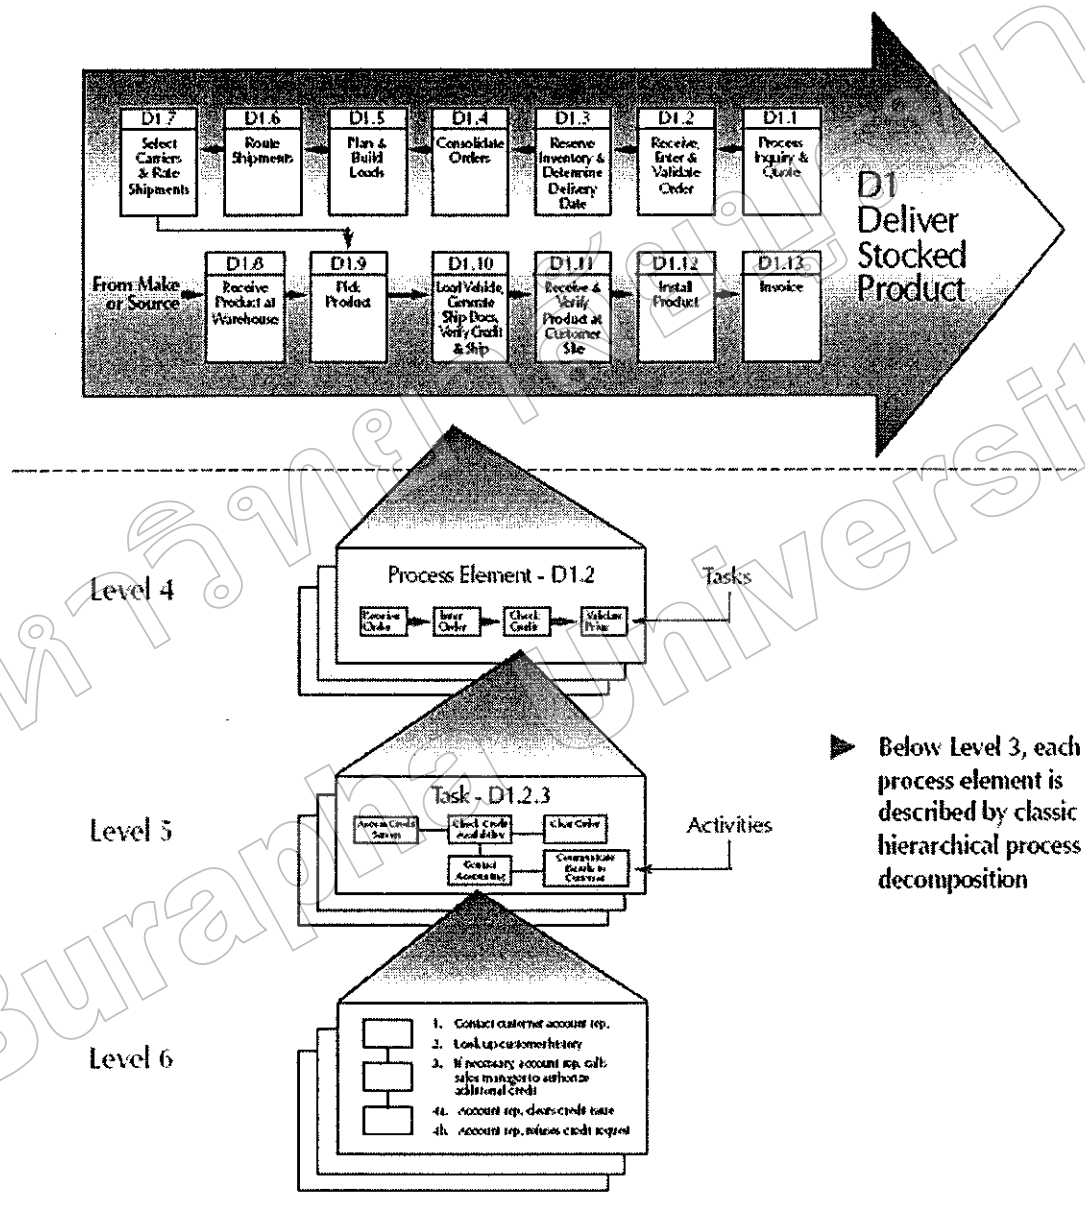 D1.7
Select
Carriers
& Rate
Shipments
D1.6
Route
Shipments
D1.5
Plan &
Build
Loads
D1.4
Consolidate
Orders
D1.3
Reserve
Inventory &
Determine
Delivery
Date
D1.2
Receive,
Enter &
Validate
Order
D1.1
Process
Inquiry &
Quote
D1
Deliver
Stocked
Product
From Make
or Source
D1.8
Receive
Product at
Warehouse
D1.9
Pick
Product
D1.10
Load Vehicle,
Generate
Ship Docs,
Verify Credit
& Ship
D1.11
Receive &
Verify
Product at
Customer
Site
D1.12
Install
Product
D1.13
Invoice
Level 4
Process Element - D1.2
Receive
Order
Enter
Order
Check
Credit
Validate
Price
Tasks
Level 5
Task - D1.2.3
Access Credit
Screen
Check Credit
Availability
Clear Order
Contact
Accounting
Communicate
Results to
Customer
Activities
Below Level 3, each
process element is
described by classic
hierarchical process
decomposition
Level 6
1. Contact customer account rep.
2. Look up customer history
3. If necessary, account rep. calls
sales manager to authorize
additional credit
4a. Account rep. clears credit issue
4b. Account rep. refuses credit request
Burapha University